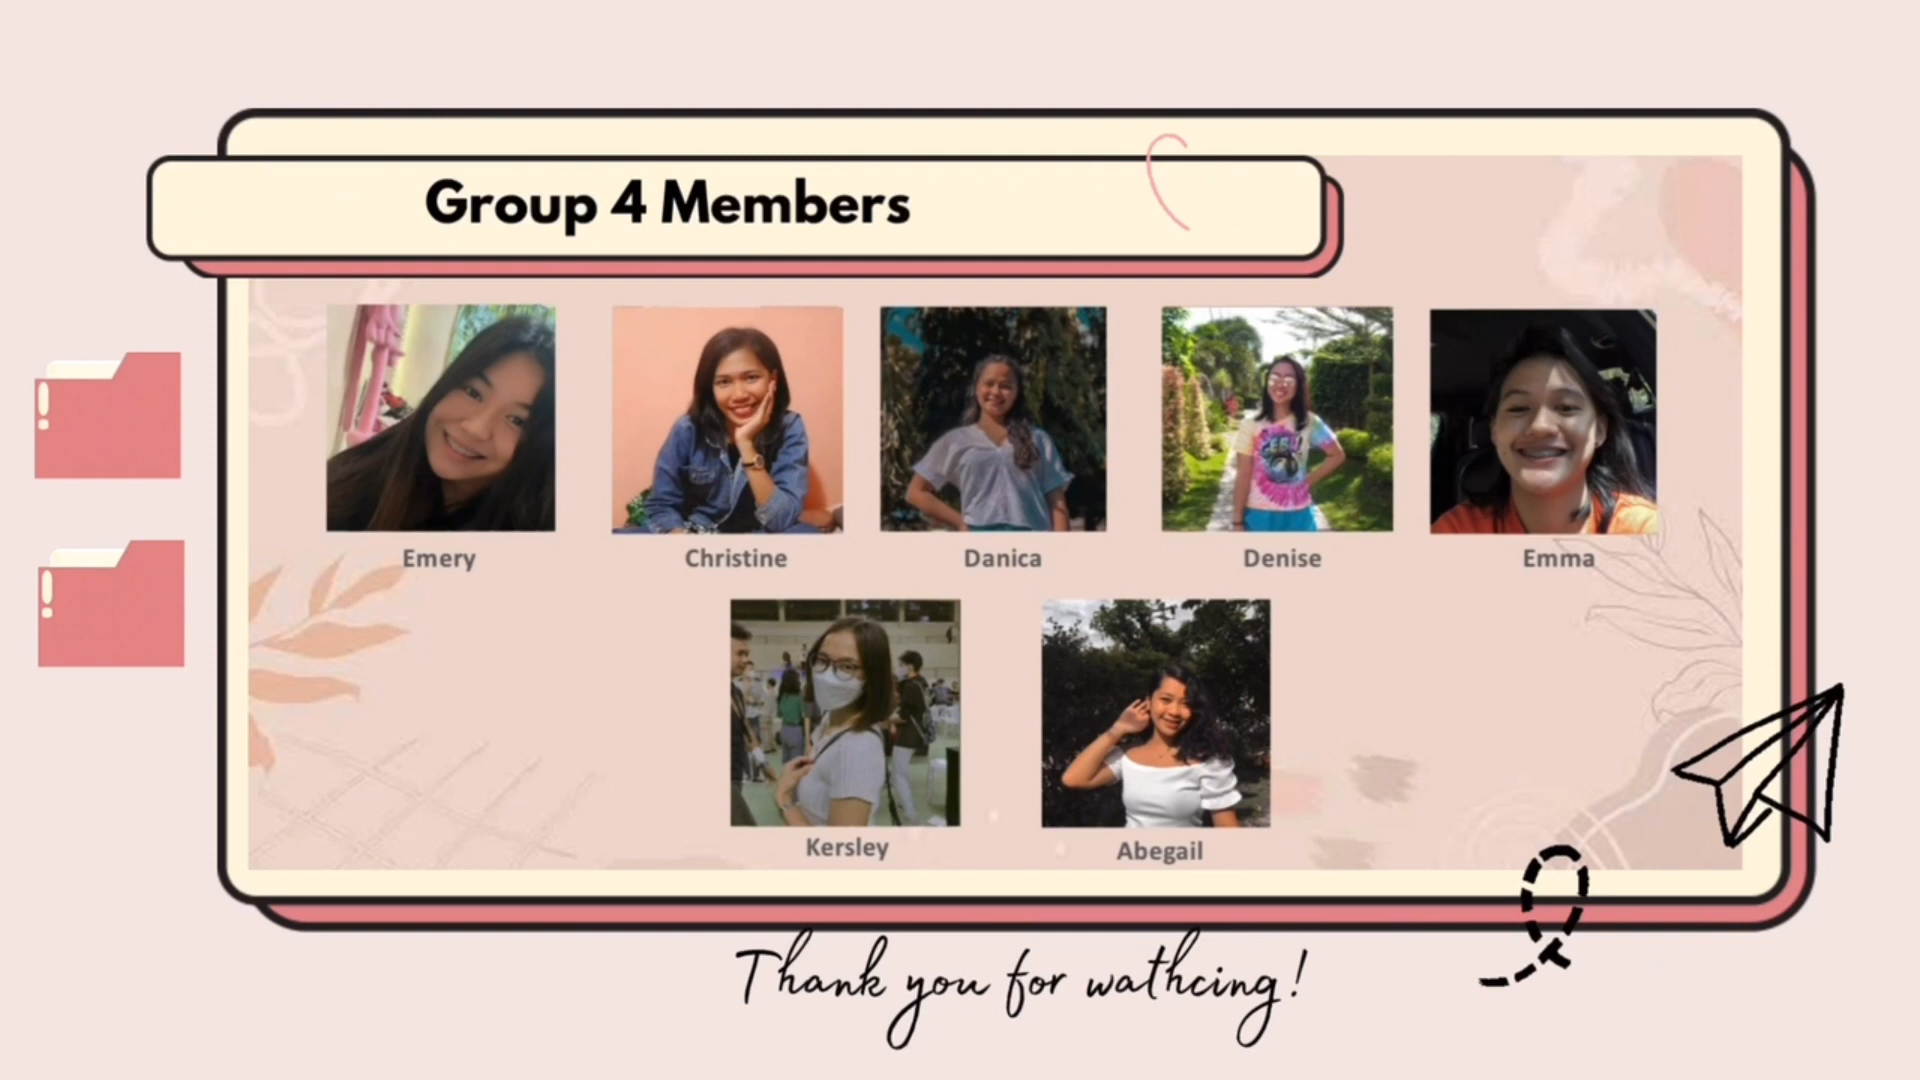 Group 4 Members
Emery
Christine
Danica
Denise
Emma
Kersley
Abegail
Thank you for wathcing!